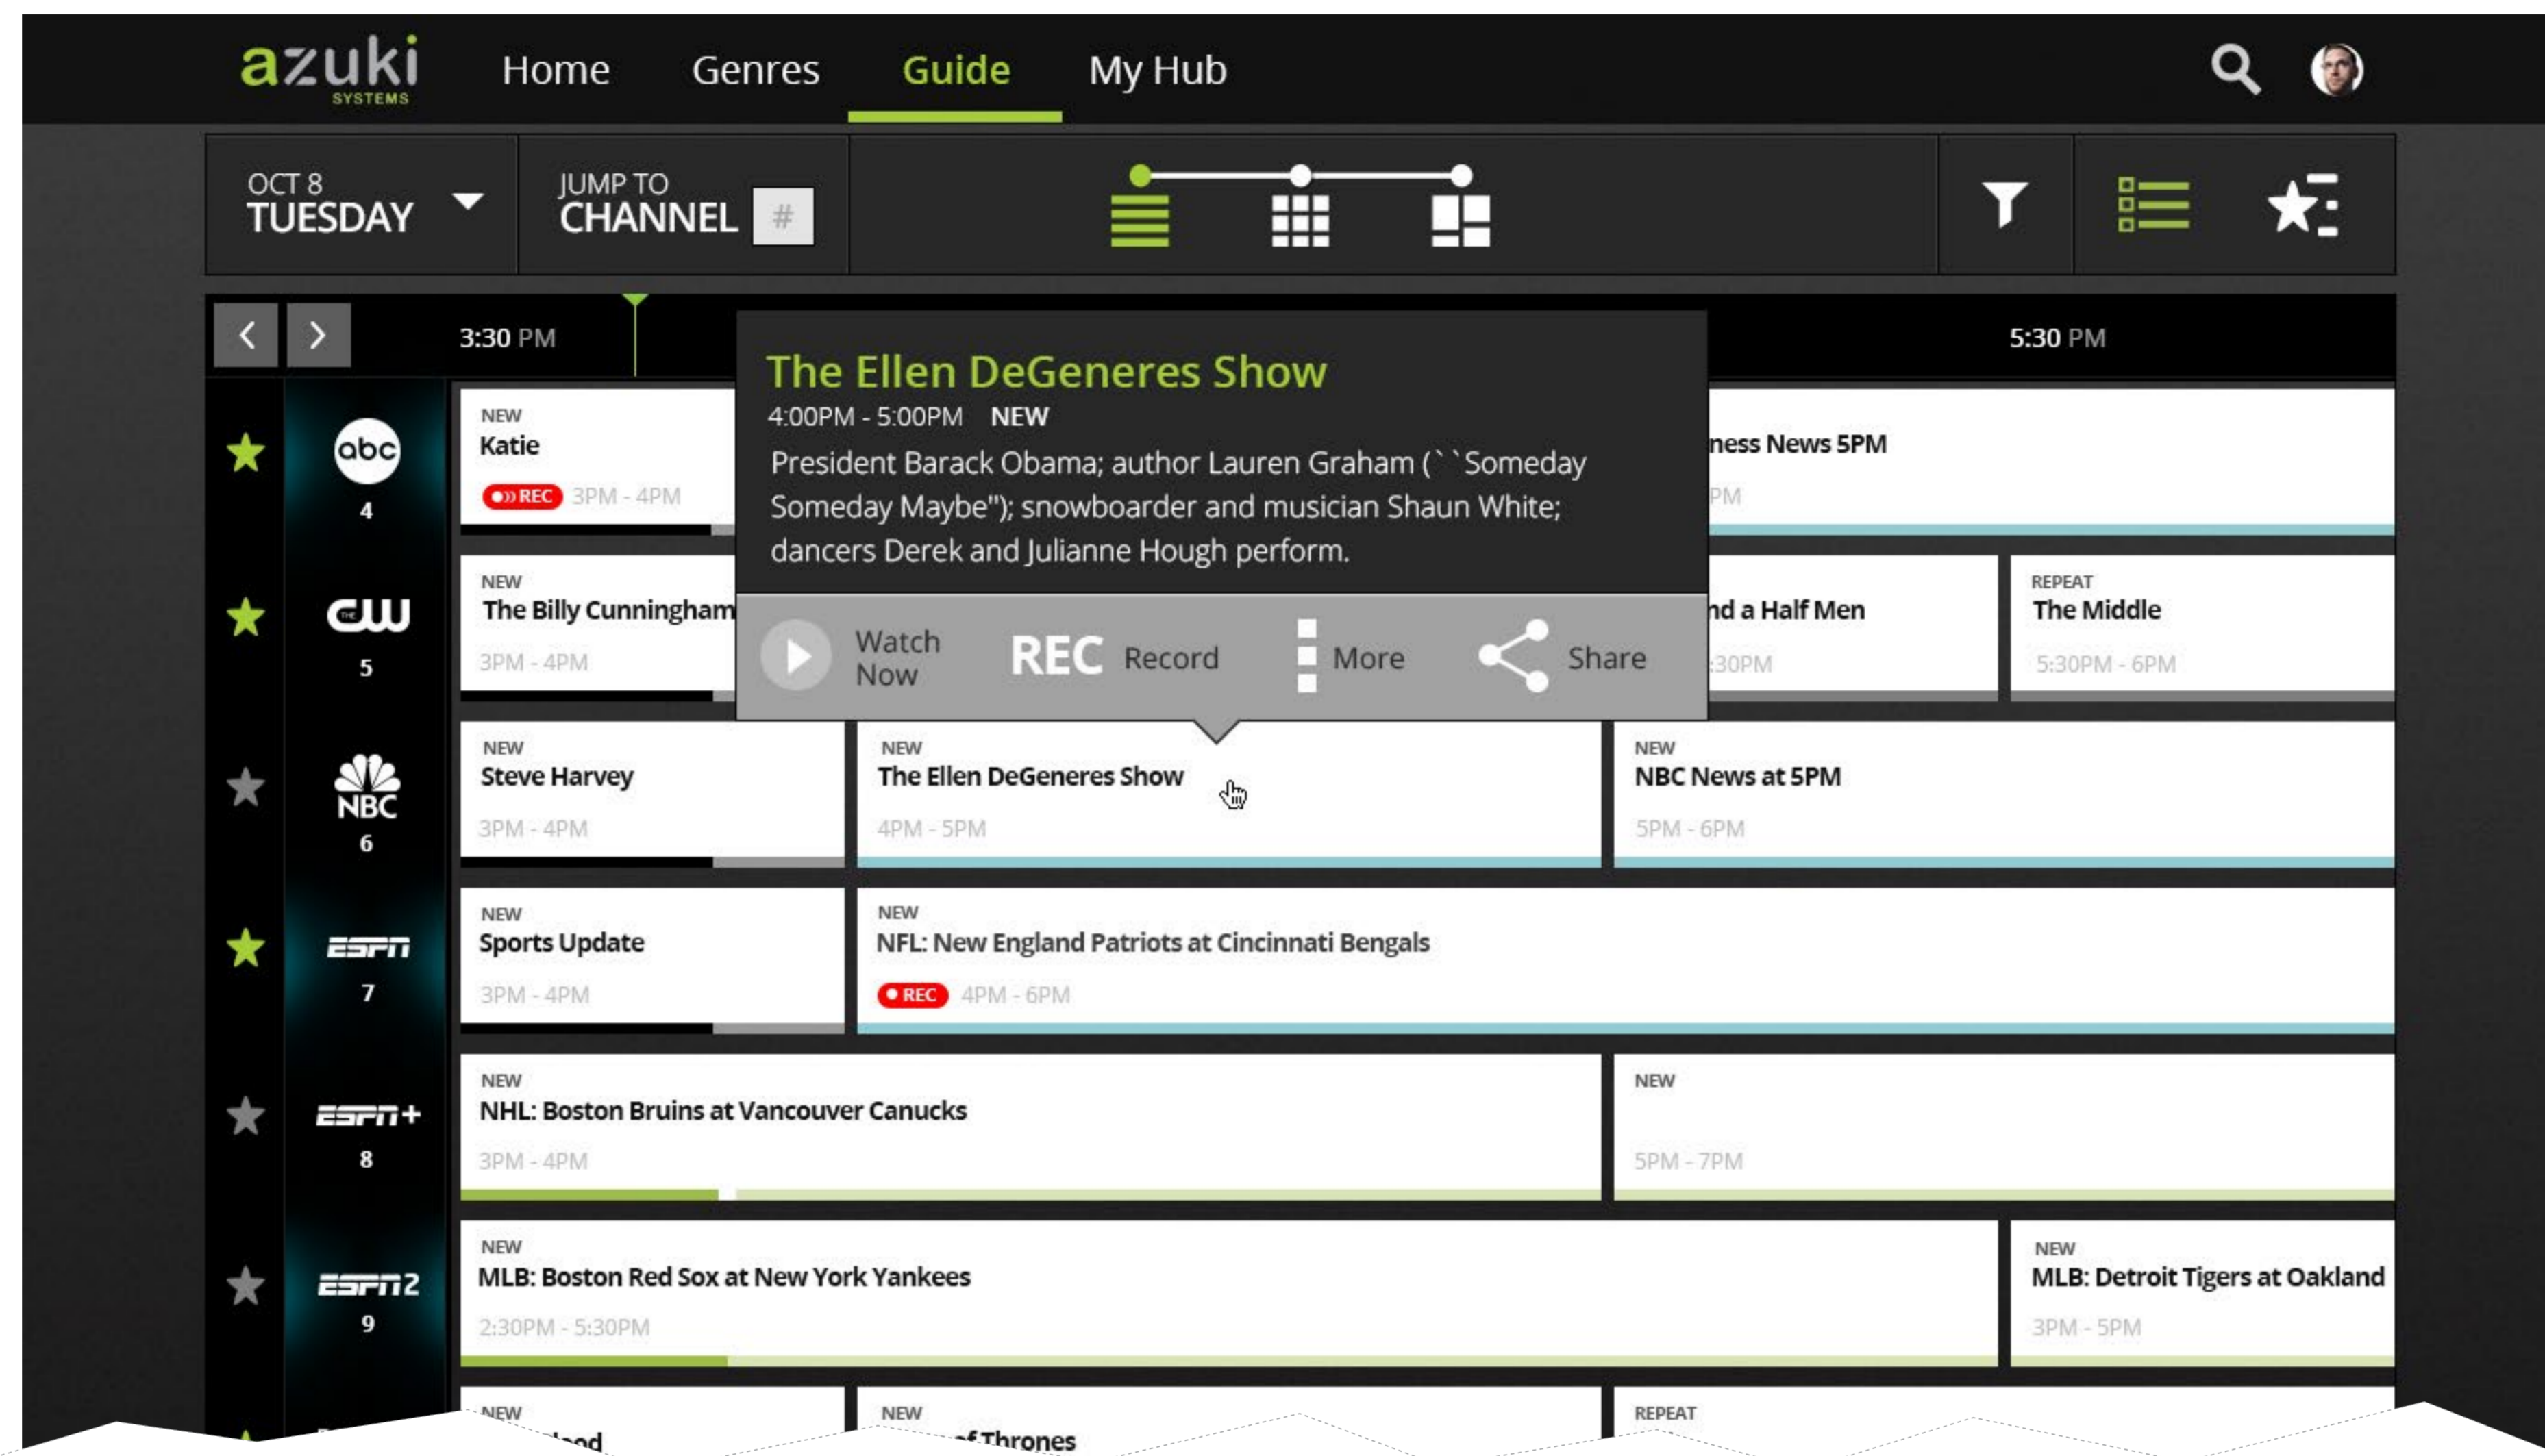 azuki
SYSTEMS
Home
Genres
Guide
My Hub
OCT 8
TUESDAY
JUMP TO
CHANNEL
#
3:30 PM
5:30 PM
The Ellen DeGeneres Show
4:00PM - 5:00PM NEW
President Barack Obama; author Lauren Graham (``Someday
Someday Maybe"); snowboarder and musician Shaun White;
dancers Derek and Julianne Hough perform.
Watch
Now
REC Record
More
Share
abc
4
NEW
Katie
REC 3PM - 4PM
ness News 5PM
PM
THE CW
5
NEW
The Billy Cunningham
3PM - 4PM
nd a Half Men
:30PM
REPEAT
The Middle
5:30PM - 6PM
NBC
6
NEW
Steve Harvey
3PM - 4PM
NEW
The Ellen DeGeneres Show
4PM - 5PM
NEW
NBC News at 5PM
5PM - 6PM
ESPN
7
NEW
Sports Update
3PM - 4PM
NEW
NFL: New England Patriots at Cincinnati Bengals
REC 4PM - 6PM
ESPN+
8
NEW
NHL: Boston Bruins at Vancouver Canucks
3PM - 4PM
NEW
5PM - 7PM
ESPN2
9
NEW
MLB: Boston Red Sox at New York Yankees
2:30PM - 5:30PM
NEW
MLB: Detroit Tigers at Oakland
3PM - 5PM
NEW
NEW
of Thrones
REPEAT